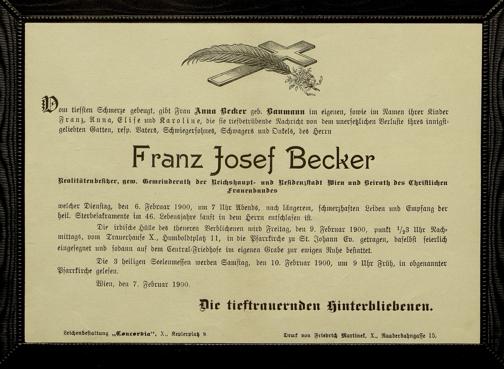 Vom tiefsten Schmerze gebeugt, gibt Frau Anna Becker geb. Baumann im eigenen, sowie im Namen ihrer Kinder
Franz, Anna, Elise und Karoline, die tiefbetrübende Nachricht von dem unersetzlichen Verluste ihres innigst-
geliebten Gatten, resp. Vaters, Schwiegersohnes, Schwagers und Onkels, des Herrn
Franz Josef Becker
Realitätenbesitzer, gew. Gemeinderath der Reichshaupt- und Residenzstadt Wien und Beirath des Christlichen
Frauenbundes
welcher Dienstag, den 6. Februar 1900, um 7 Uhr Abends, nach längerem, schmerzhaften Leiden und Empfang der
heil. Sterbesakramente im 46. Lebensjahre sanft in dem Herrn entschlafen ist.
Die irdische Hülle des theueren Verblichenen wird Freitag, den 9. Februar 1900, punkt 1/23 Uhr Nach-
mittags, vom Trauerhause X., Humboldtplatz 11, in die Pfarrkirche zu St. Johann Ev. getragen, daselbst feierlich
eingesegnet und sodann auf dem Central-Friedhofe im eigenen Grabe zur ewigen Ruhe bestattet.
Die 3 heiligen Seelenmessen werden Samstag, den 10. Februar 1900, um 9 Uhr Früh, in obgenannter
Pfarrkirche gelesen.
Wien, den 7. Februar 1900.
Die tieftrauernden Hinterbliebenen.
Leichenbestattung „Concordia", X., Keplerplatz 9.
Druck von Friedrich Martinek, X., Raaberbahngasse 15.